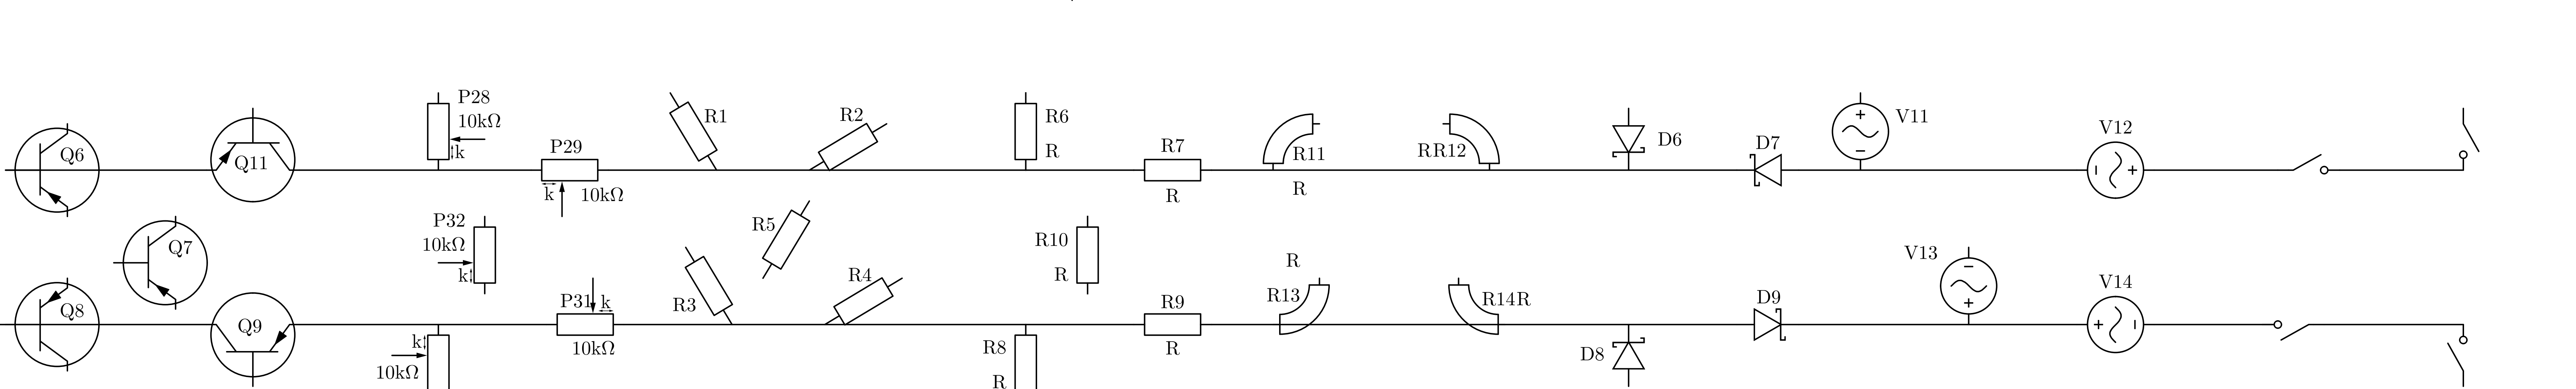 Q6
Q11
P28
10kΩ
k
P29
k
10kΩ
R1
R2
R6
R
R7
R
R11
R
RR12
D6
D7
V11
V12
Q7
P32
10kΩ
k
R5
R10
R
V13
Q8
Q9
k
10kΩ
P31
k
10kΩ
R3
R4
R8
R
R9
R
R
R13
R14R
D8
D9
V14